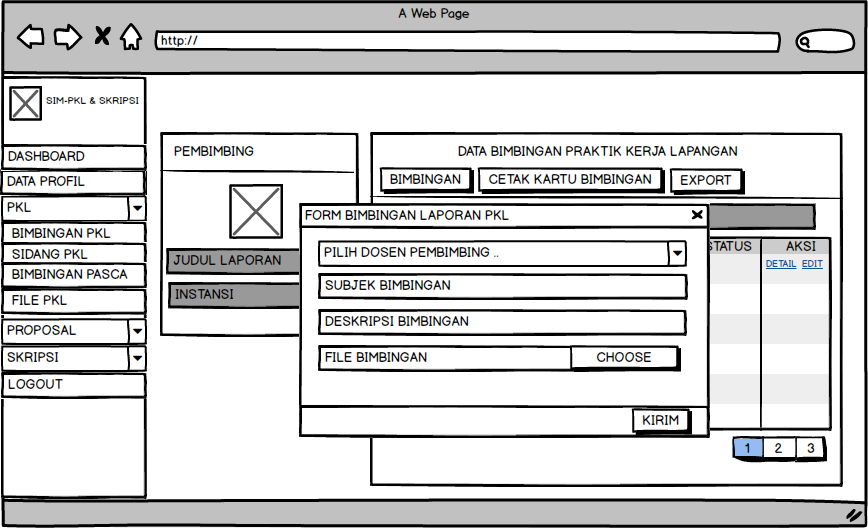 A Web Page
http://
SIM-PKL & SKRIPSI
DASHBOARD
DATA PROFIL
PKL
BIMBINGAN PKL
SIDANG PKL
BIMBINGAN PASCA
FILE PKL
PROPOSAL
SKRIPSI
LOGOUT
PEMBIMBING
JUDUL LAPORAN
INSTANSI
DATA BIMBINGAN PRAKTIK KERJA LAPANGAN
BIMBINGAN CETAK KARTU BIMBINGAN EXPORT
STATUS AKSI
DETAIL EDIT
FORM BIMBINGAN LAPORAN PKL
PILIH DOSEN PEMBIMBING ..
SUBJEK BIMBINGAN
DESKRIPSI BIMBINGAN
FILE BIMBINGAN CHOOSE
KIRIM
1 2 3